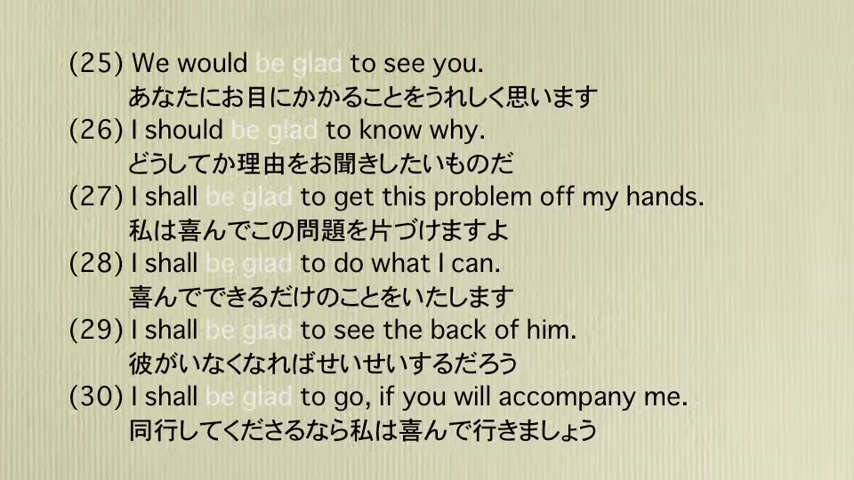 (25) We would be glad to see you.
あなたにお目にかかることをうれしく思います
(26) I should be glad to know why.
どうしてか理由をお聞きしたいものだ
(27) I shall be glad to get this problem off my hands.
私は喜んでこの問題を片づけますよ
(28) I shall be glad to do what I can.
喜んでできるだけのことをいたします
(29) I shall be glad to see the back of him.
彼がいなくなればせいせいするだろう
(30) I shall be glad to go, if you will accompany me.
同行してくださるなら私は喜んで行きましょう